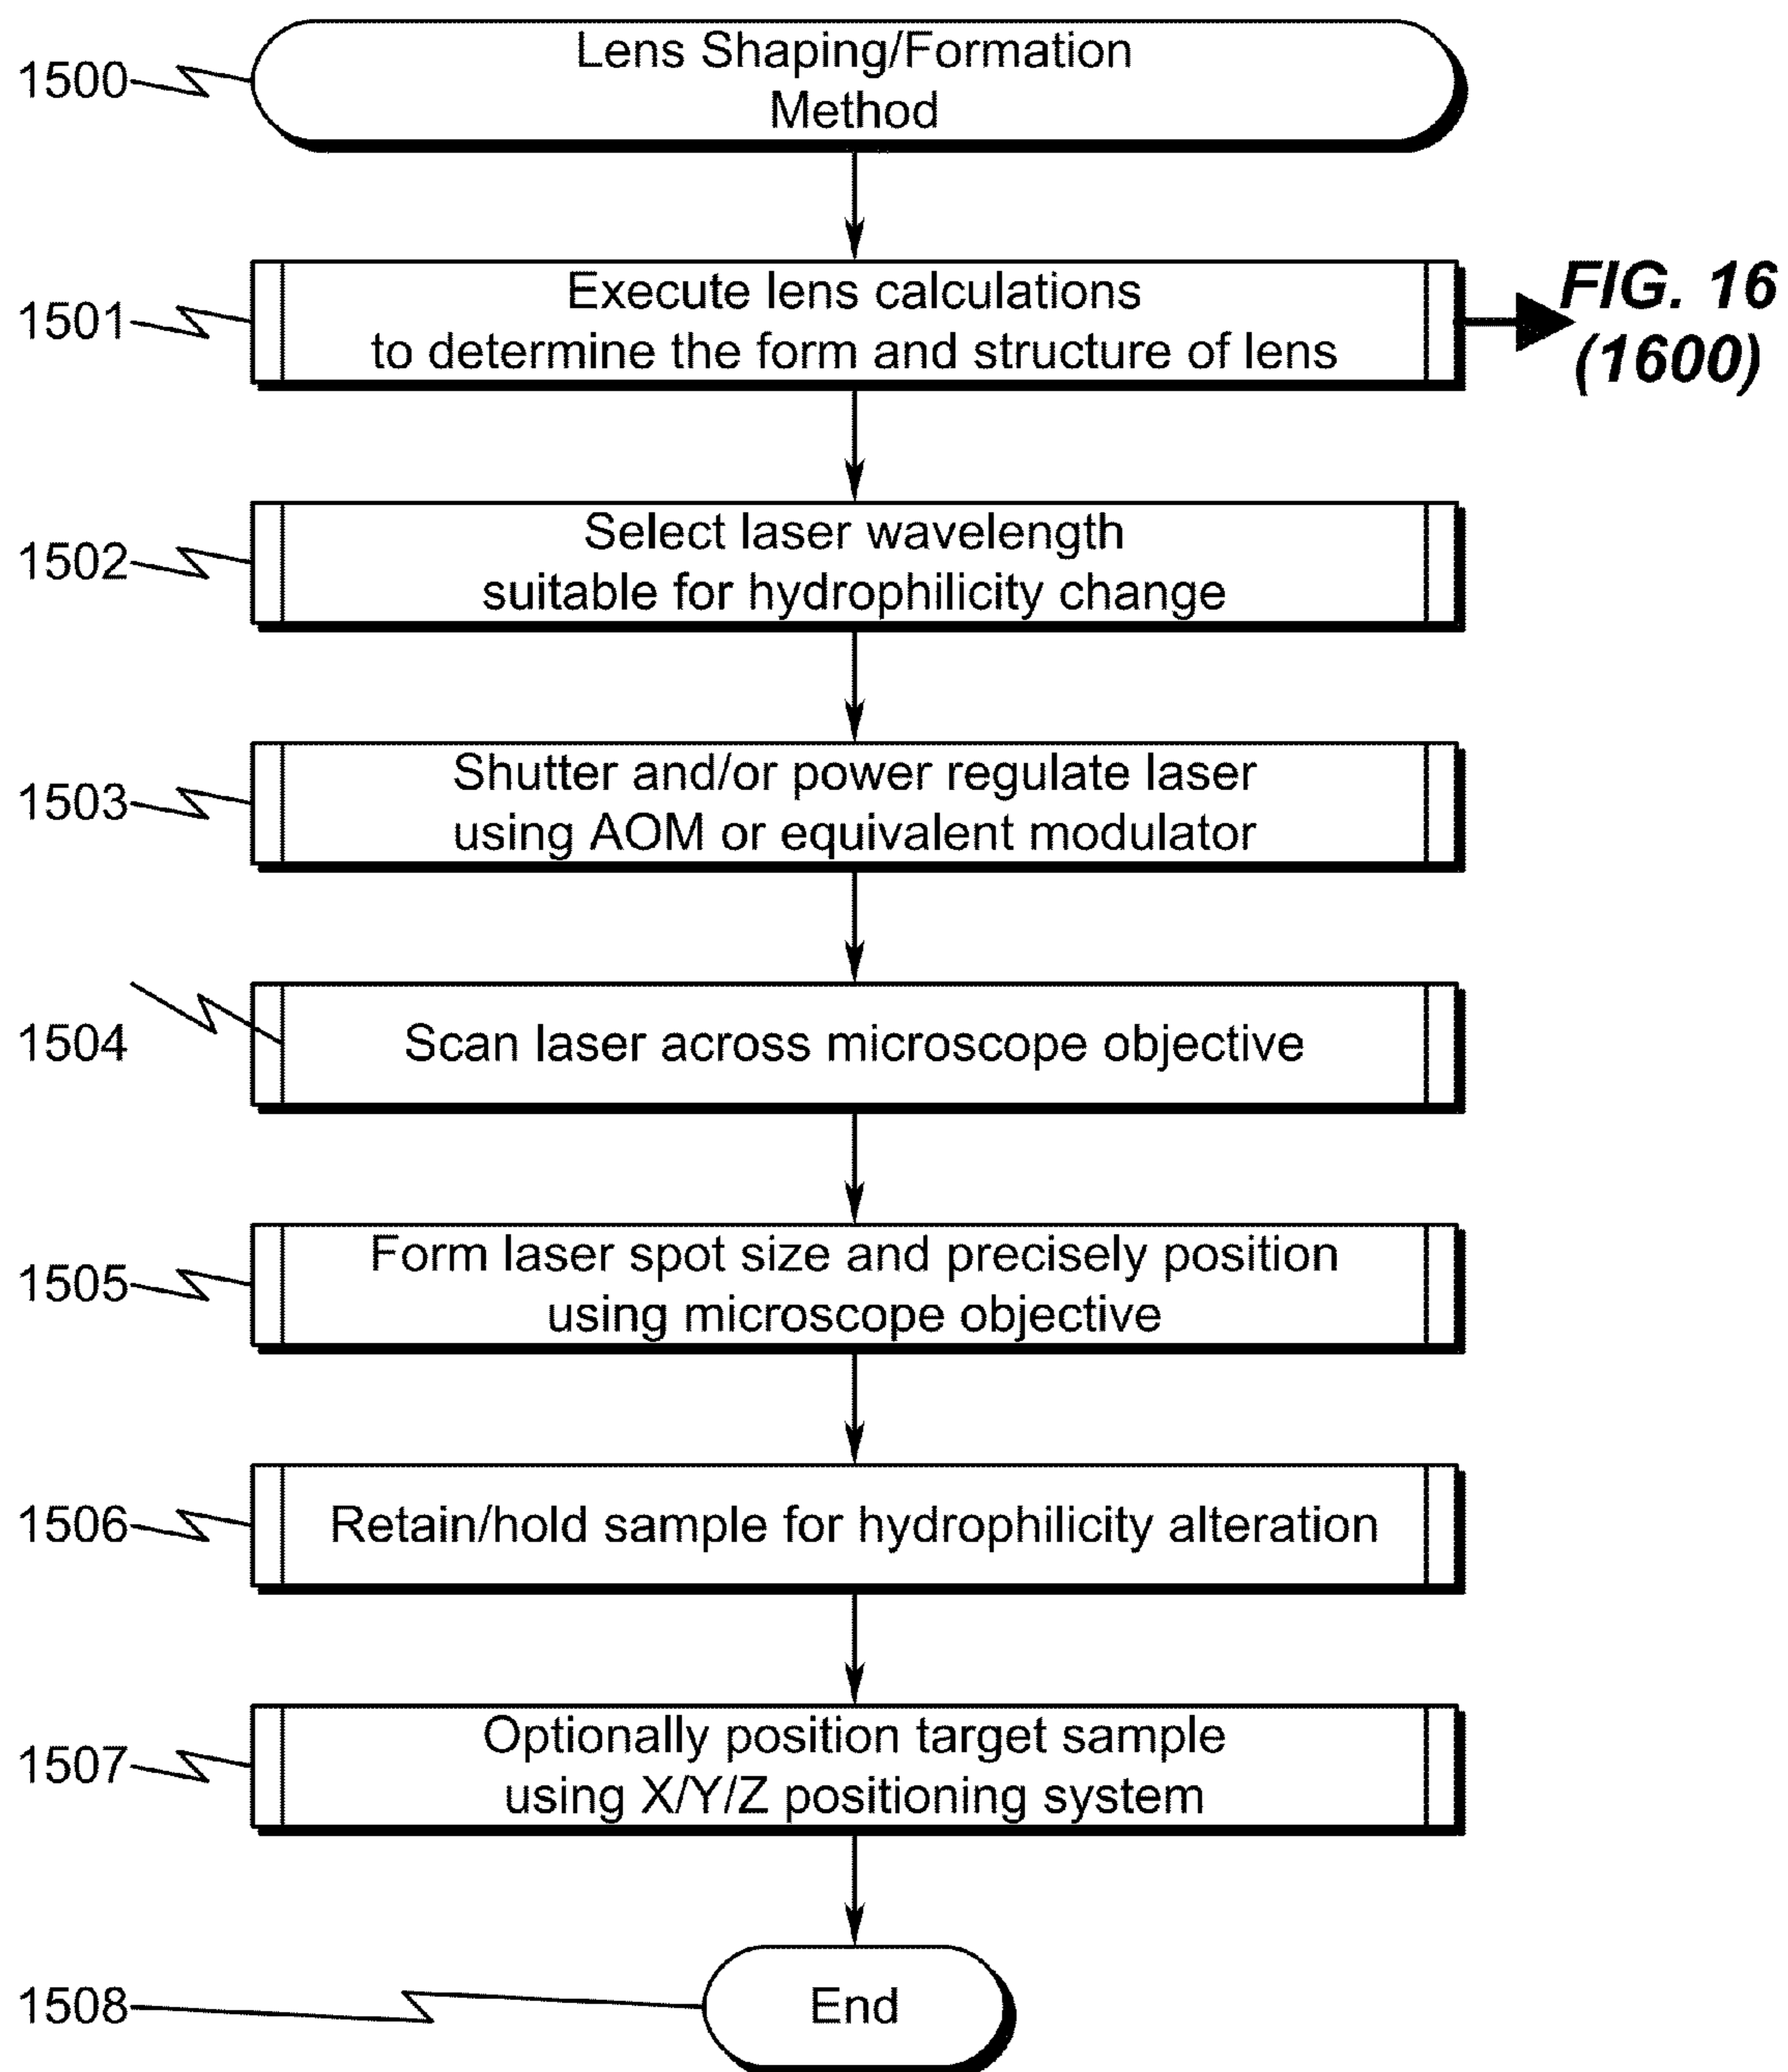 Lens Shaping/Formation
Method
1500
Execute lens calculations
to determine the form and structure of lens
1501
FIG. 16
(1600)
Select laser wavelength
suitable for hydrophilicity change
1502
Shutter and/or power regulate laser
using AOM or equivalent modulator
1503
Scan laser across microscope objective
1504
Form laser spot size and precisely position
using microscope objective
1505
Retain/hold sample for hydrophilicity alteration
1506
Optionally position target sample
using X/Y/Z positioning system
1507
End
1508